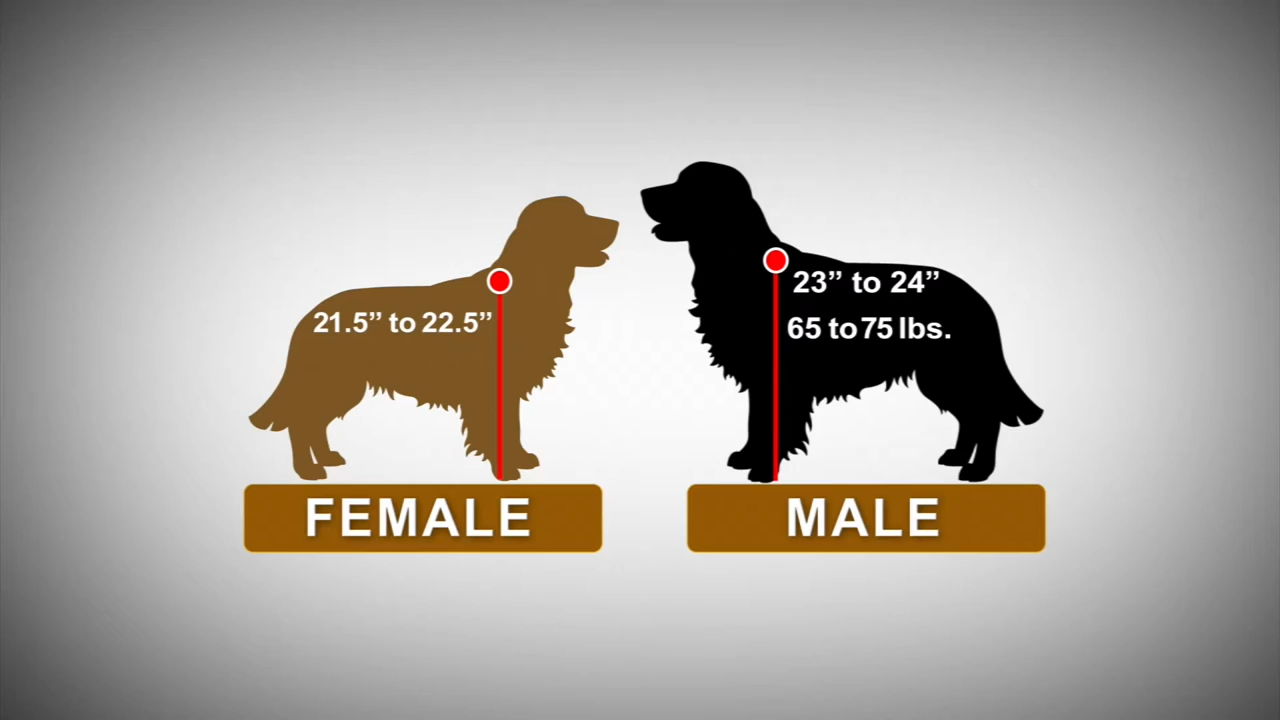 21.5” to 22.5”
FEMALE
23” to 24”
65 to 75 lbs.
MALE